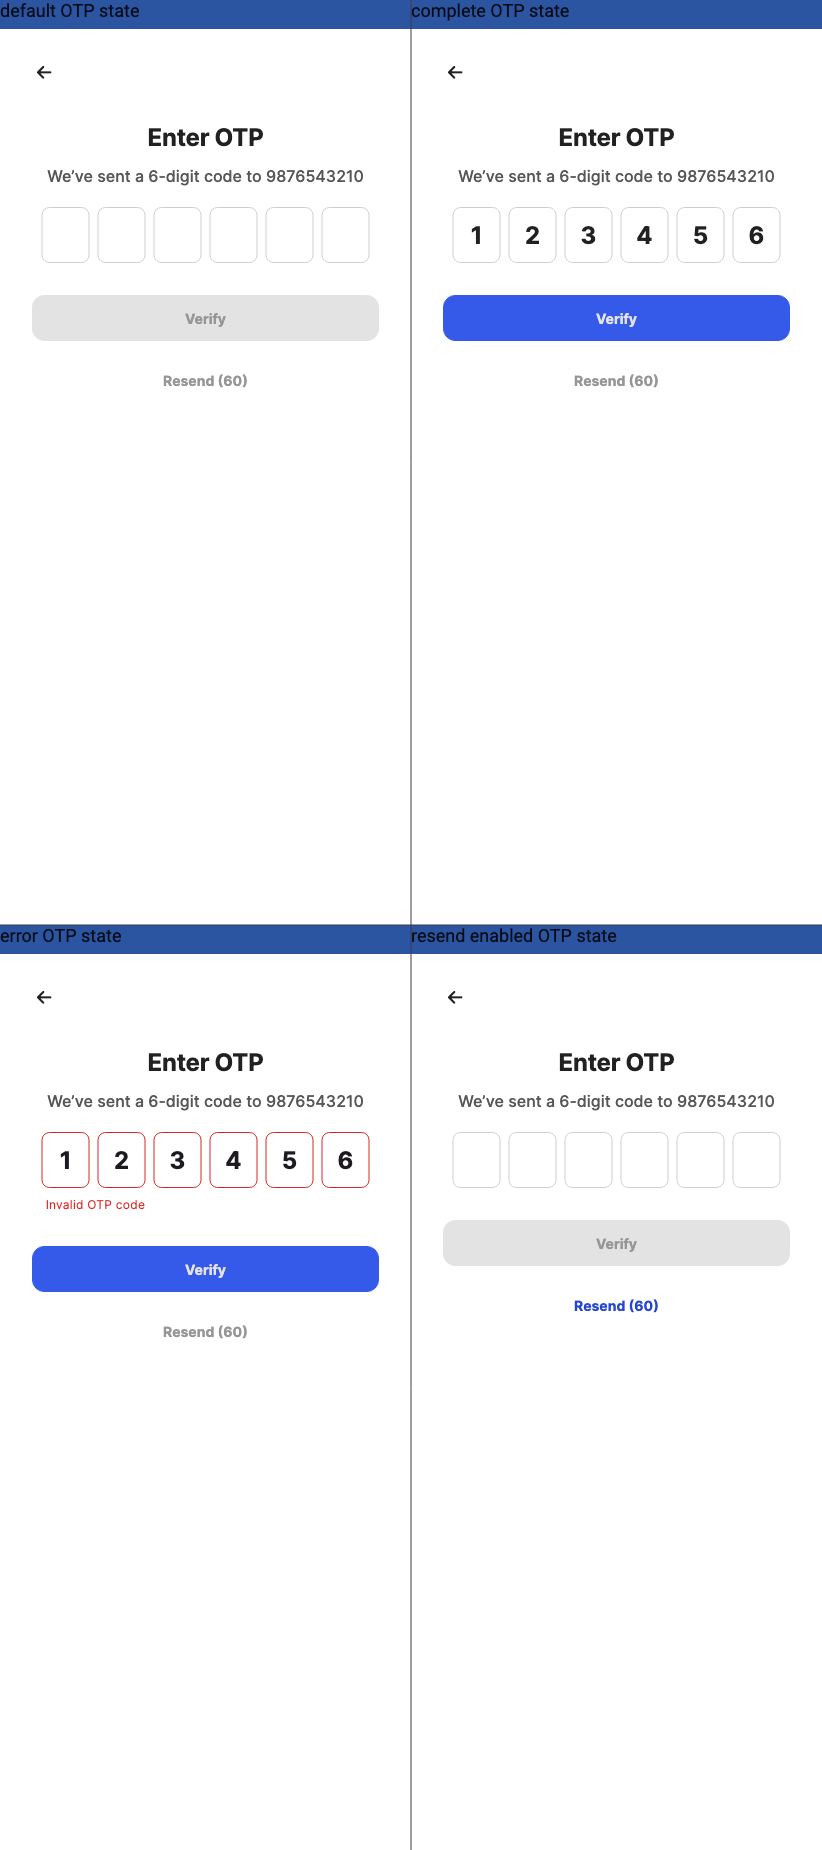 default OTP state
Enter OTP
We’ve sent a 6-digit code to 9876543210
Verify
Resend (60)
complete OTP state
Enter OTP
We’ve sent a 6-digit code to 9876543210
1 2 3 4 5 6
Verify
Resend (60)
error OTP state
Enter OTP
We’ve sent a 6-digit code to 9876543210
1 2 3 4 5 6
Invalid OTP code
Verify
Resend (60)
resend enabled OTP state
Enter OTP
We’ve sent a 6-digit code to 9876543210
Verify
Resend (60)